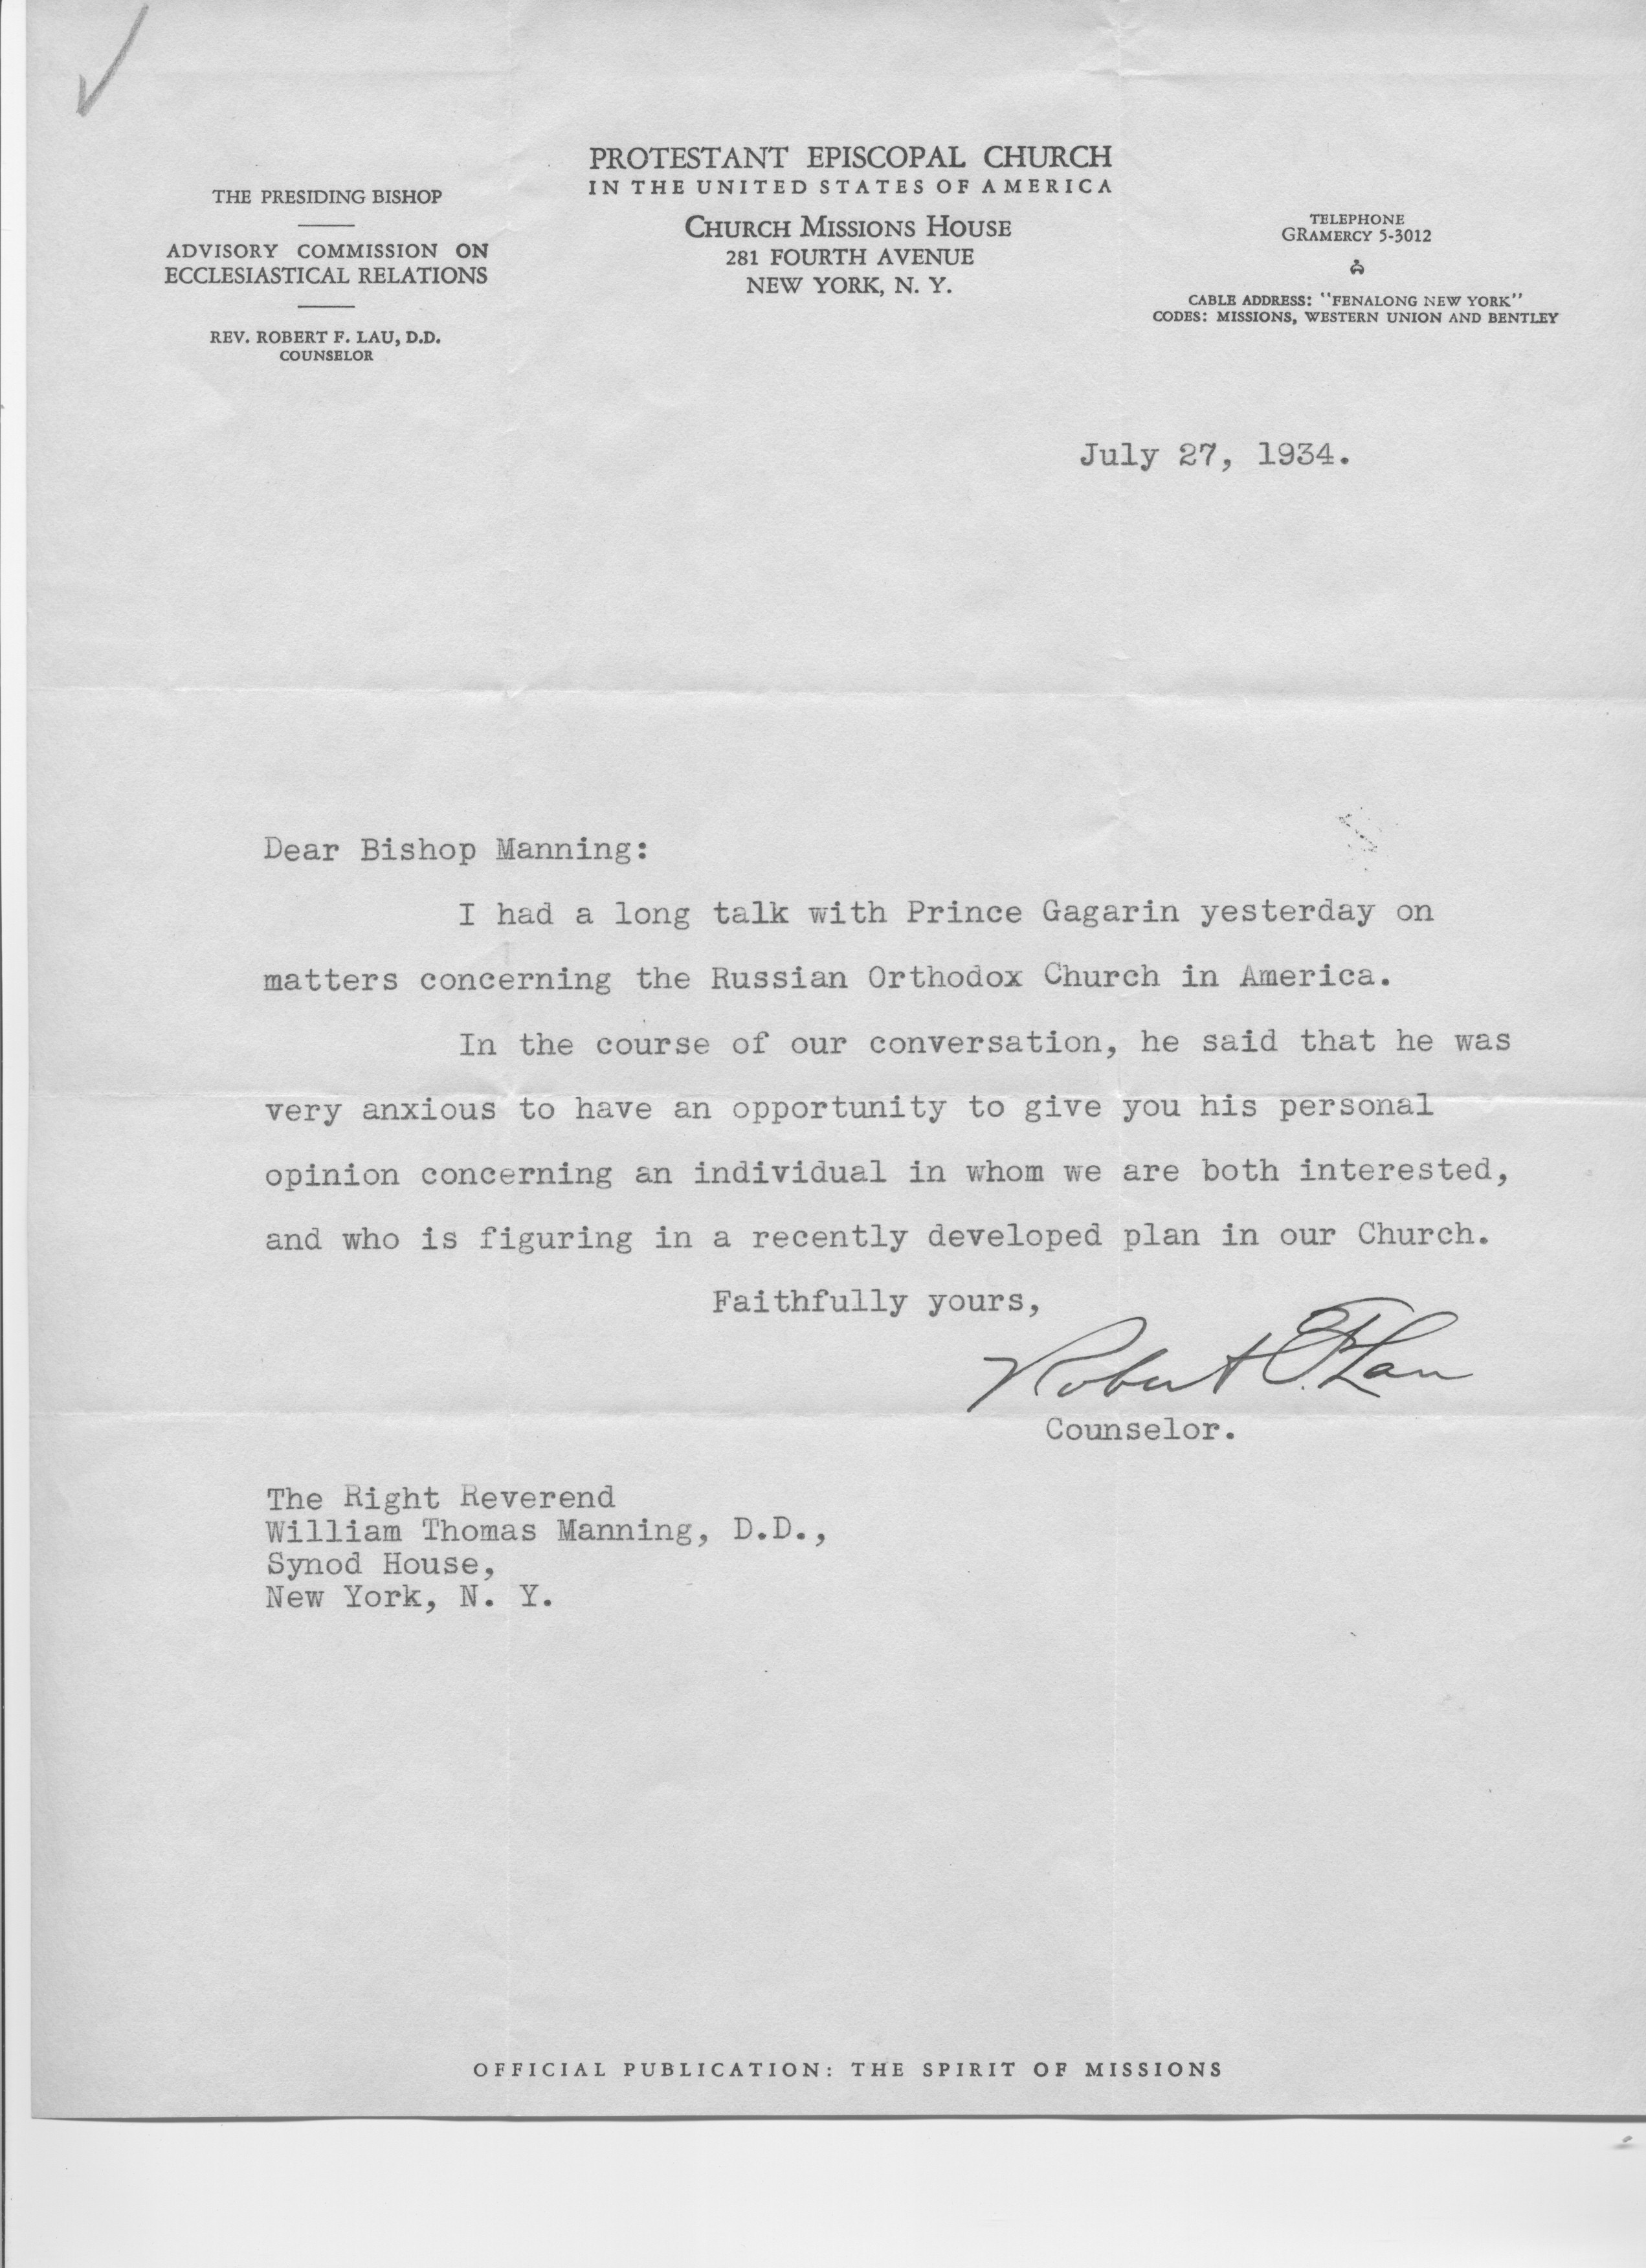 PROTESTANT EPISCOPAL CHURCH
IN THE UNITED STATES OF AMERICA
CHURCH MISSIONS HOUSE
281 FOURTH AVENUE
NEW YORK, N. Y.
THE PRESIDING BISHOP
ADVISORY COMMISSION ON
ECCLESIASTICAL RELATIONS
REV. ROBERT F. LAU, D.D.
COUNSELOR
TELEPHONE
GRAMERCY 5-3012
CABLE ADDRESS: "FENALONG NEW YORK"
CODES: MISSIONS, WESTERN UNION AND BENTLEY
July 27, 1934.
Dear Bishop Manning:
I had a long talk with Prince Gagarin yesterday on
matters concerning the Russian Orthodox Church in America.
In the course of our conversation, he said that he was
very anxious to have an opportunity to give you his personal
opinion concerning an individual in whom we are both interested,
and who is figuring in a recently developed plan in our Church.
Faithfully yours,
Robert F. Lau
Counselor.
The Right Reverend
William Thomas Manning, D.D.,
Synod House,
New York, N. Y.
OFFICIAL PUBLICATION: THE SPIRIT OF MISSIONS